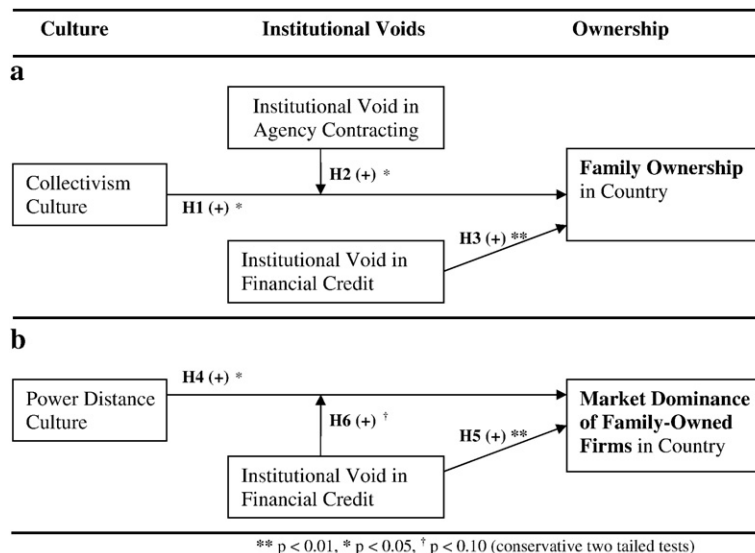 Culture Institutional Voids Ownership
a
Institutional Void in
Agency Contracting
H2 (+) *
Collectivism
Culture
H1 (+) *
Family Ownership
in Country
H3 (+) **
Institutional Void in
Financial Credit
b
H4 (+) *
Power Distance
Culture
H6 (+) †
Market Dominance
of Family-Owned
Firms in Country
H5 (+) **
Institutional Void in
Financial Credit
** p < 0.01, * p < 0.05, † p < 0.10 (conservative two tailed tests)